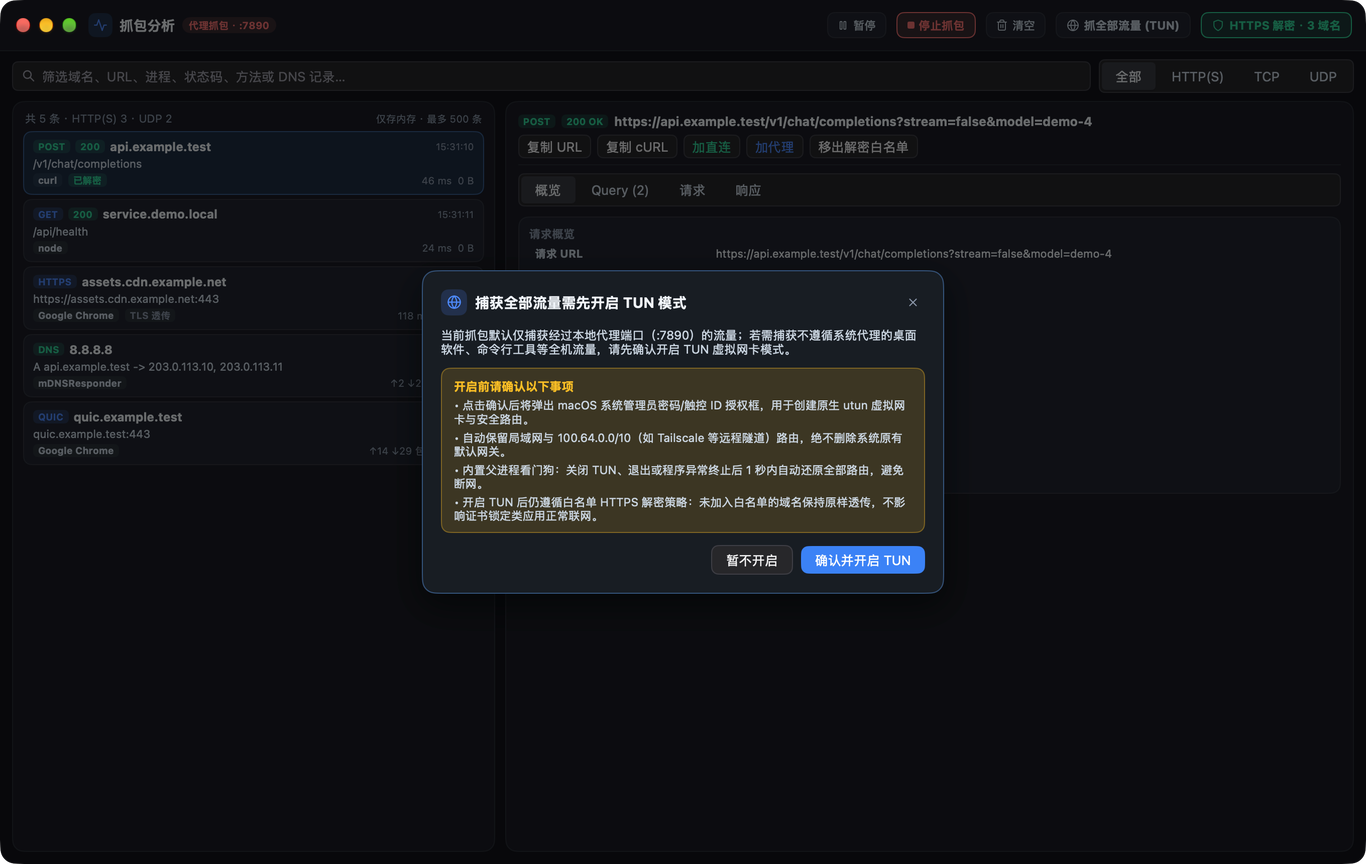 抓包分析 代理抓包 · :7890 暂停 停止抓包 清空 抓全部流量 (TUN) HTTPS 解密 · 3 域名
筛选域名、URL、进程、状态码、方法或 DNS 记录... 全部 HTTP(S) TCP UDP
共 5 条 · HTTP(S) 3 · UDP 2 仅存内存 · 最多 500 条
POST 200 api.example.test 15:31:10
/v1/chat/completions
curl 已解密 46 ms 0 B
GET 200 service.demo.local 15:31:11
/api/health
node 24 ms 0 B
HTTPS assets.cdn.example.net
https://assets.cdn.example.net:443
Google Chrome TLS 透传 118 m
DNS 8.8.8.8
A api.example.test -> 203.0.113.10, 203.0.113.11
mDNSResponder ↑2 ↓2
QUIC quic.example.test
quic.example.test:443
Google Chrome ↑14 ↓29
POST 200 OK https://api.example.test/v1/chat/completions?stream=false&model=demo-4
复制 URL 复制 cURL 加直连 加代理 移出解密白名单
概览 Query (2) 请求 响应
请求概览
请求 URL https://api.example.test/v1/chat/completions?stream=false&model=demo-4
捕获全部流量需先开启 TUN 模式
当前抓包默认仅捕获经过本地代理端口（:7890）的流量；若需捕获不遵循系统代理的桌面
软件、命令行工具等全机流量，请先确认开启 TUN 虚拟网卡模式。
开启前请确认以下事项
• 点击确认后将弹出 macOS 系统管理员密码/触控 ID 授权框，用于创建原生 utun 虚拟网
卡与安全路由。
• 自动保留局域网与 100.64.0.0/10（如 Tailscale 等远程隧道）路由，绝不删除系统原有
默认网关。
• 内置父进程看门狗：关闭 TUN、退出或程序异常终止后 1 秒内自动还原全部路由，避免
断网。
• 开启 TUN 后仍遵循白名单 HTTPS 解密策略：未加入白名单的域名保持原样透传，不影
响证书锁定类应用正常联网。
暂不开启 确认并开启 TUN